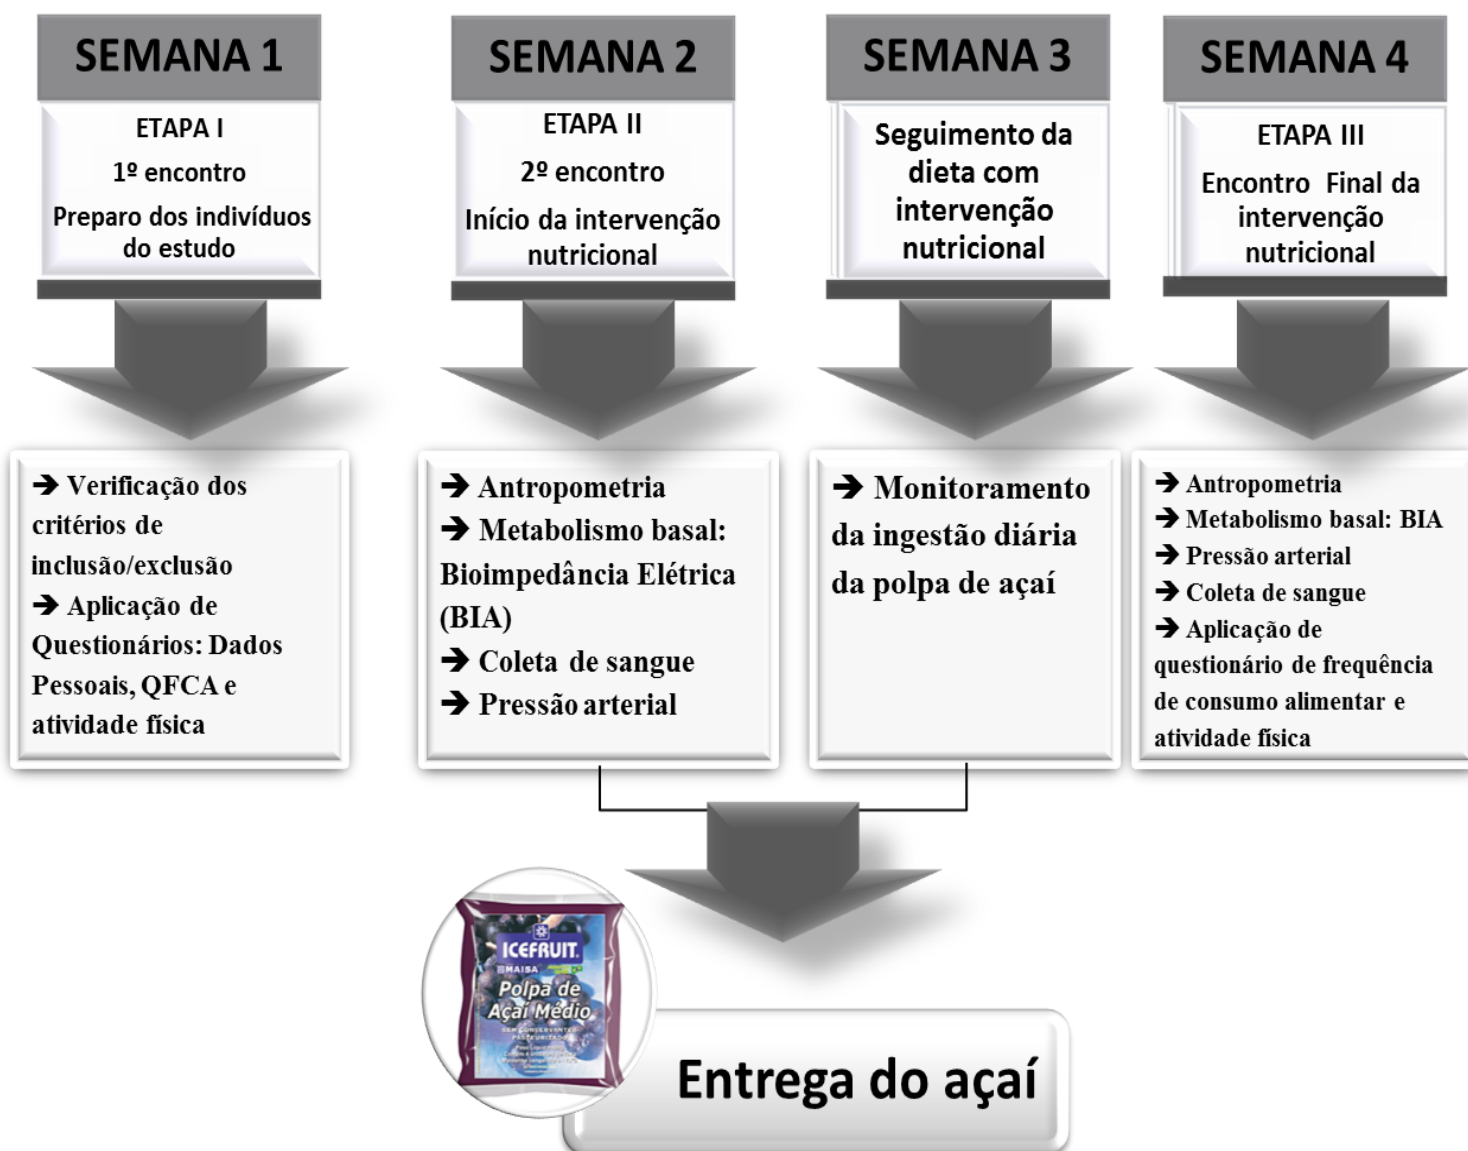 SEMANA 1
ETAPA I
1º encontro
Preparo dos indivíduos
do estudo
➔ Verificação dos
critérios de
inclusão/exclusão
➔ Aplicação de
Questionários: Dados
Pessoais, QFCA e
atividade física
SEMANA 2
ETAPA II
2º encontro
Início da intervenção
nutricional
➔ Antropometria
➔ Metabolismo basal:
Bioimpedância Elétrica
(BIA)
➔ Coleta de sangue
➔ Pressão arterial
SEMANA 3
Seguimento da
dieta com
intervenção
nutricional
➔ Monitoramento
da ingestão diária
da polpa de açaí
SEMANA 4
ETAPA III
Encontro Final da
intervenção
nutricional
➔ Antropometria
➔ Metabolismo basal: BIA
➔ Pressão arterial
➔ Coleta de sangue
➔ Aplicação de
questionário de frequência
de consumo alimentar e
atividade física
ICEFRUIT
MAISA
Polpa de
Açaí Médio
SEM CONSERVANTES
PASTEURIZADA
Entrega do açaí